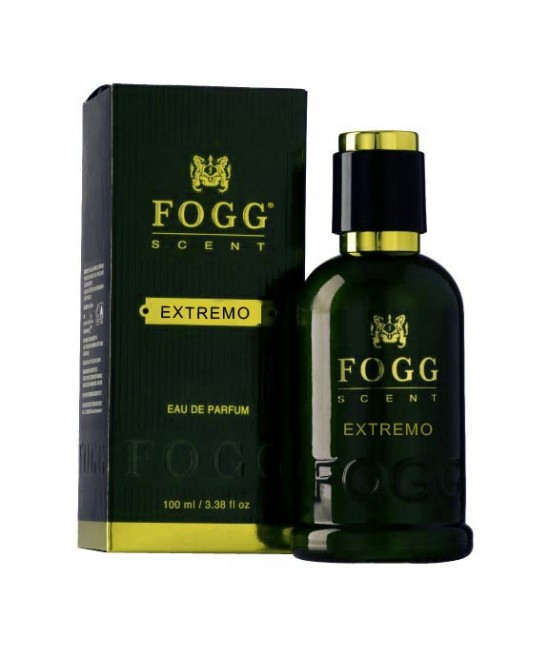 FOGG®
SCENT
EXTREMO
EAU DE PARFUM
FOGG
100 ml / 3.38 fl oz
FOGG
SCENT
EXTREMO
FOGG